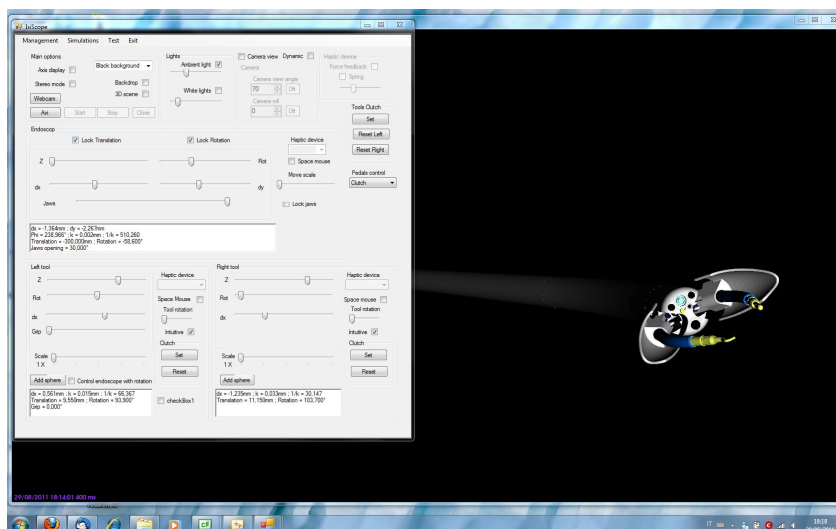 IsiScope
Management Simulations Test Exit
Main options
Axis display
Back background
Stereo mode
Backdrop
3D scene
Webcam
Avi Start Stop Close
Lights
Ambient light
White lights
Camera view Dynamic
Camera
Camera view angle
70 Dft
Camera roll
0 Dft
Haptic device
Force feedback
Spring
Tools Clutch
Set
Reset Left
Reset Right
Pedals control
Clutch
Endoscop
Lock Translation Lock Rotation
Haptic device
Z Rot
Space mouse
Move scale
dx dy
Jaws
Lock jaws
dx = -1,364mm ; dy = -2,267mm
Phi = 238,966° ; k = 0,002mm ; 1/k = 510,260
Translation = -300,000mm ; Rotation = -58,600°
Jaws opening = 30,000°
Left tool
Z
Rot
dx
Grip
Haptic device
Space Mouse
Tool rotation
Intuitive
Clutch
Set
Reset
Scale
1 X
Add sphere Control endoscope with rotation
dx = 0,561mm ; k = 0,015mm ; 1/k = 66,367
Translation = 9,550mm ; Rotation = 93,900°
Grip = 0,000°
checkBox1
Right tool
Z
Rot
dx
Haptic device
Space mouse
Tool rotation
Intuitive
Clutch
Set
Reset
Scale
1 X
Add sphere
dx = -1,235mm ; k = 0,033mm ; 1/k = 30,147
Translation = 11,150mm ; Rotation = 103,700°
29/08/2011 18:14:01 400 ms
IT
18:18